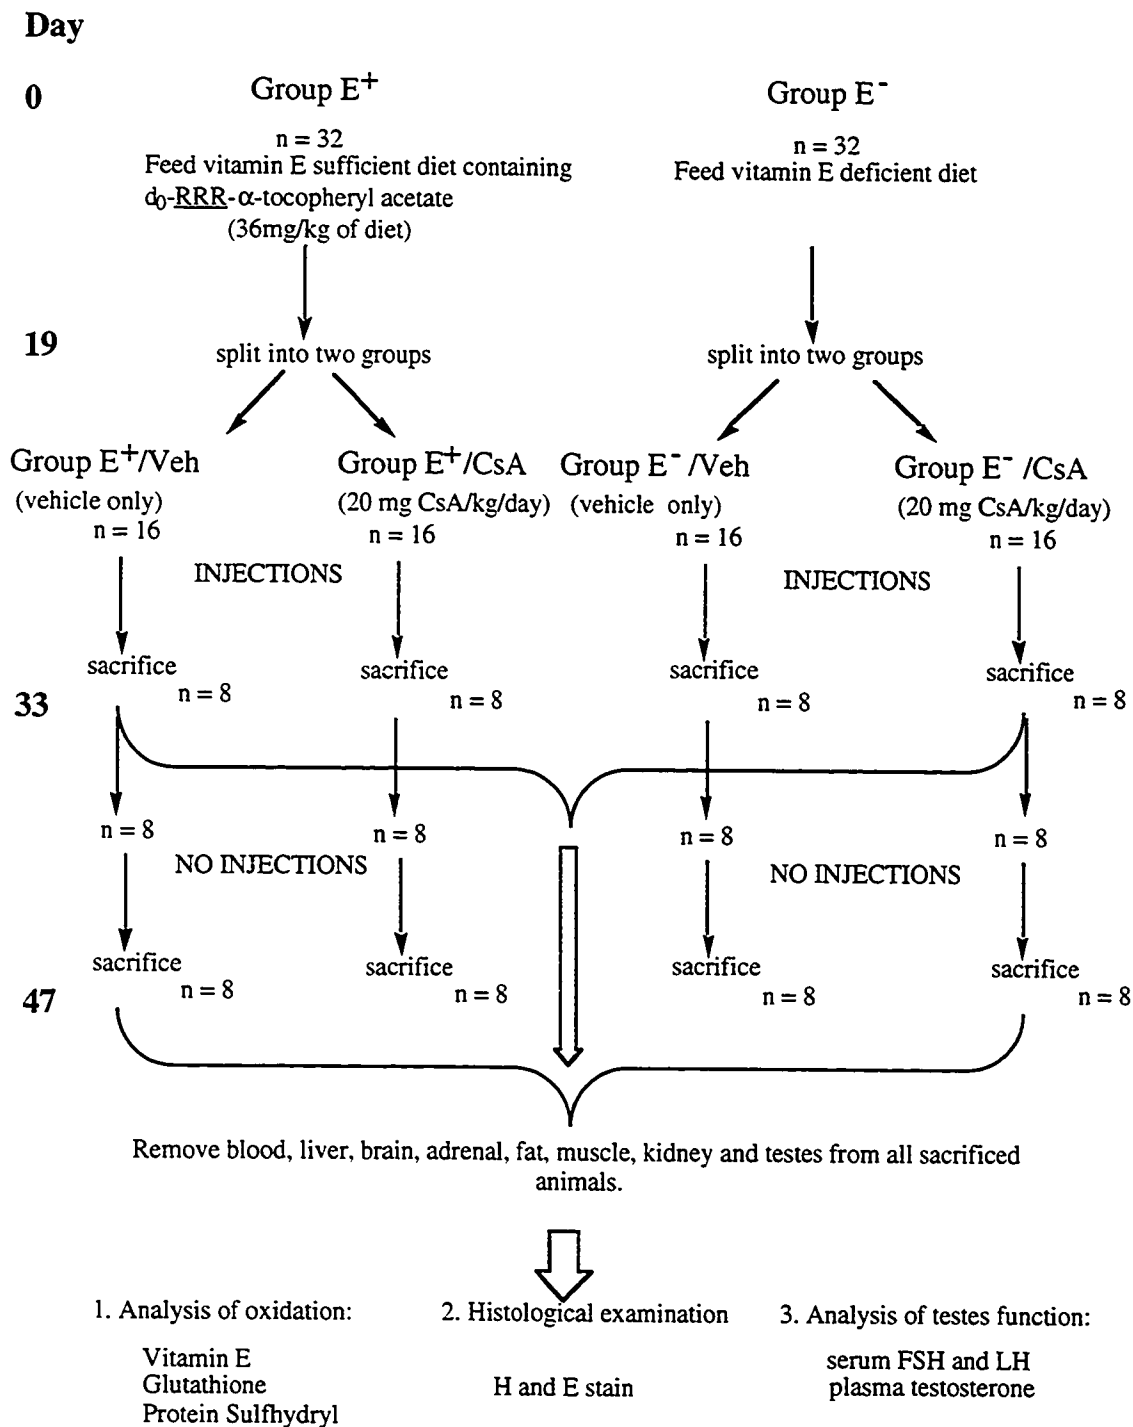 Day
0
Group E+
Group E-
n = 32
Feed vitamin E sufficient diet containing
d0-RRR-α-tocopheryl acetate
(36mg/kg of diet)
n = 32
Feed vitamin E deficient diet
19
split into two groups
split into two groups
Group E+/Veh
(vehicle only)
n = 16
Group E+/CsA
(20 mg CsA/kg/day)
n = 16
Group E- /Veh
(vehicle only)
n = 16
Group E- /CsA
(20 mg CsA/kg/day)
n = 16
INJECTIONS
INJECTIONS
sacrifice
n = 8
sacrifice
n = 8
sacrifice
n = 8
sacrifice
n = 8
33
n = 8
n = 8
n = 8
n = 8
NO INJECTIONS
NO INJECTIONS
sacrifice
n = 8
sacrifice
n = 8
sacrifice
n = 8
sacrifice
n = 8
47
Remove blood, liver, brain, adrenal, fat, muscle, kidney and testes from all sacrificed
animals.
1. Analysis of oxidation:
Vitamin E
Glutathione
Protein Sulfhydryl
2. Histological examination
H and E stain
3. Analysis of testes function:
serum FSH and LH
plasma testosterone